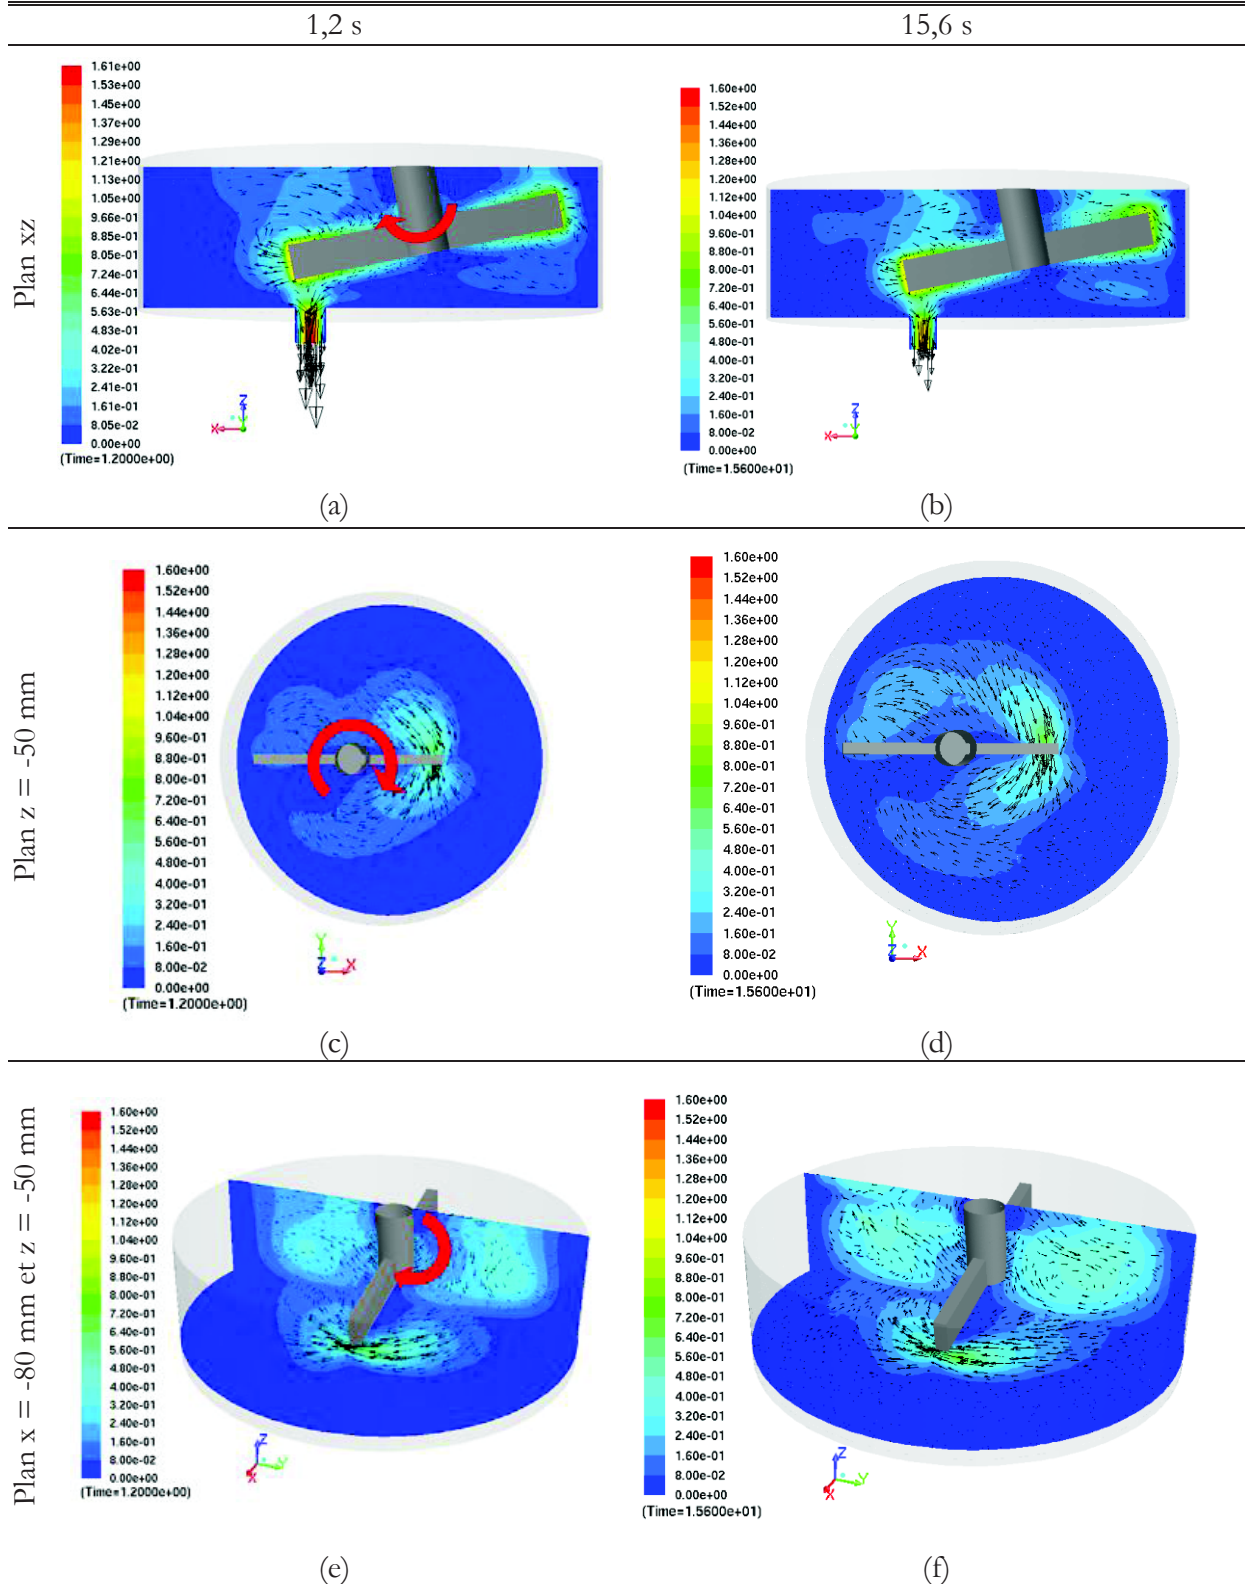 1,2 s
15,6 s
Plan xz
1.61e+00
1.53e+00
1.45e+00
1.37e+00
1.29e+00
1.21e+00
1.13e+00
1.05e+00
9.66e-01
8.85e-01
8.05e-01
7.24e-01
6.44e-01
5.63e-01
4.83e-01
4.02e-01
3.22e-01
2.41e-01
1.61e-01
8.05e-02
0.00e+00
(Time=1.2000e+00)
Z
X
Y
(a)
1.60e+00
1.52e+00
1.44e+00
1.36e+00
1.28e+00
1.20e+00
1.12e+00
1.04e+00
9.60e-01
8.80e-01
8.00e-01
7.20e-01
6.40e-01
5.60e-01
4.80e-01
4.00e-01
3.20e-01
2.40e-01
1.60e-01
8.00e-02
0.00e+00
(Time=1.5600e+01)
Z
X
Y
(b)
Plan z = -50 mm
1.60e+00
1.52e+00
1.44e+00
1.36e+00
1.28e+00
1.20e+00
1.12e+00
1.04e+00
9.60e-01
8.80e-01
8.00e-01
7.20e-01
6.40e-01
5.60e-01
4.80e-01
4.00e-01
3.20e-01
2.40e-01
1.60e-01
8.00e-02
0.00e+00
(Time=1.2000e+00)
Y
Z
X
(c)
1.60e+00
1.52e+00
1.44e+00
1.36e+00
1.28e+00
1.20e+00
1.12e+00
1.04e+00
9.60e-01
8.80e-01
8.00e-01
7.20e-01
6.40e-01
5.60e-01
4.80e-01
4.00e-01
3.20e-01
2.40e-01
1.60e-01
8.00e-02
0.00e+00
(Time=1.5600e+01)
Y
Z
X
(d)
Plan x = -80 mm et z = -50 mm
1.60e+00
1.52e+00
1.44e+00
1.36e+00
1.28e+00
1.20e+00
1.12e+00
1.04e+00
9.60e-01
8.80e-01
8.00e-01
7.20e-01
6.40e-01
5.60e-01
4.80e-01
4.00e-01
3.20e-01
2.40e-01
1.60e-01
8.00e-02
0.00e+00
(Time=1.2000e+00)
Z
Y
X
(e)
1.60e+00
1.52e+00
1.44e+00
1.36e+00
1.28e+00
1.20e+00
1.12e+00
1.04e+00
9.60e-01
8.80e-01
8.00e-01
7.20e-01
6.40e-01
5.60e-01
4.80e-01
4.00e-01
3.20e-01
2.40e-01
1.60e-01
8.00e-02
0.00e+00
(Time=1.5600e+01)
Z
Y
X
(f)